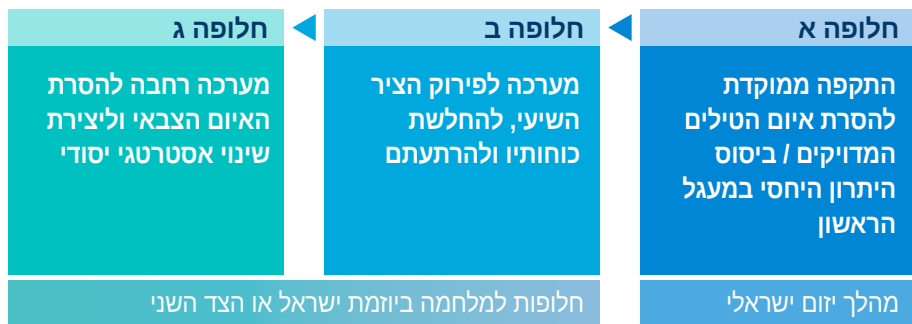 חלופה א
התקפה ממוקדת
להסרת איום הטילים
המדויקים / ביסוס
היתרון היחסי במעגל
הראשון
מהלך יזום ישראלי
חלופה ב
מערכה לפירוק הציר
השיעי, להחלשת
כוחותיו ולהרתעתם
חלופה ג
מערכה רחבה להסרת
האיום הצבאי וליצירת
שינוי אסטרטגי יסודי
חלופות למלחמה ביוזמת ישראל או הצד השני